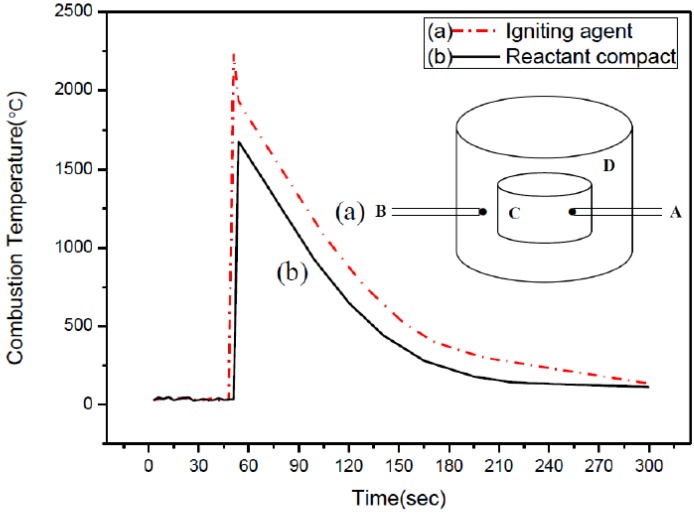 2500
2000
1500
1000
500
0
Combustion Temperature(°C)
(a) Igniting agent
(b) Reactant compact
D
(a) B
C
A
(b)
0 30 60 90 120 150 180 210 240 270 300
Time(sec)